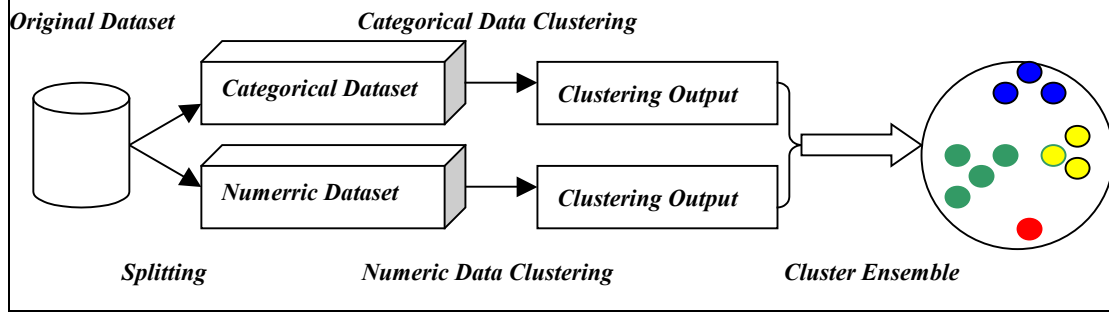 Original Dataset
Categorical Data Clustering
Categorical Dataset
Clustering Output
Numerric Dataset
Clustering Output
Splitting
Numeric Data Clustering
Cluster Ensemble